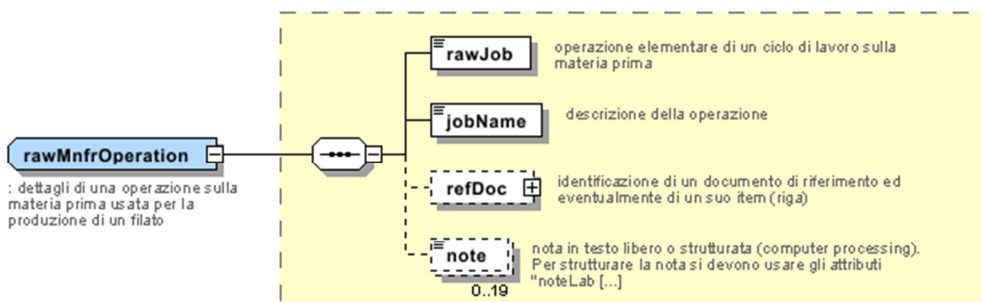 rawJob
operazione elementare di un ciclo di lavoro sulla
materia prima
jobName
descrizione della operazione
rawMnfrOperation
: dettagli di una operazione sulla
materia prima usata per la
produzione di un filato
refDoc
identificazione di un documento di riferimento ed
eventualmente di un suo item (riga)
note
0..19
nota in testo libero o strutturata (computer processing).
Per strutturare la nota si devono usare gli attributi
"noteLab [...]